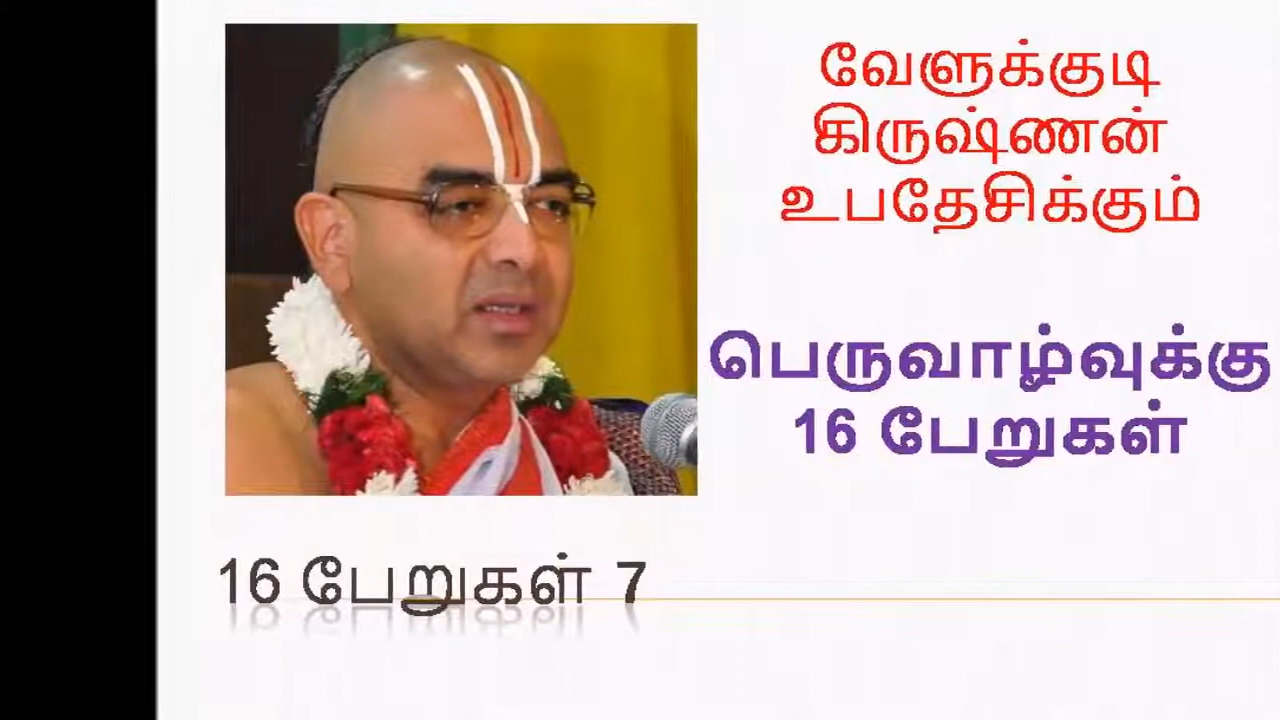 வேளுக்குடி
கிருஷ்ணன்
உபதேசிக்கும்
பெருவாழ்வுக்கு
16 பேறுகள்
16 பேறுகள் 7